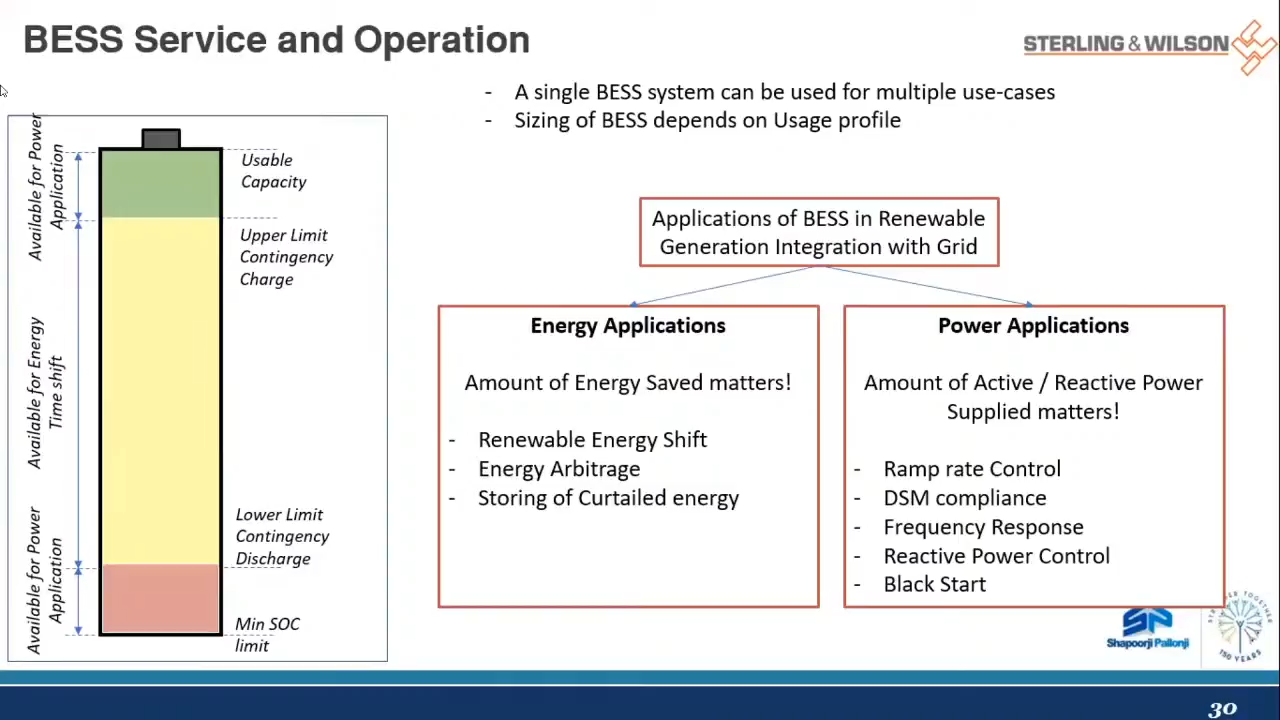 BESS Service and Operation
STERLING & WILSON
- A single BESS system can be used for multiple use-cases
- Sizing of BESS depends on Usage profile
Available for Power
Application
Usable
Capacity
Upper Limit
Contingency
Charge
Available for Energy
Time shift
Lower Limit
Contingency
Discharge
Available for Power
Application
Min SOC
limit
Applications of BESS in Renewable
Generation Integration with Grid
Energy Applications
Amount of Energy Saved matters!
- Renewable Energy Shift
- Energy Arbitrage
- Storing of Curtailed energy
Power Applications
Amount of Active / Reactive Power
Supplied matters!
- Ramp rate Control
- DSM compliance
- Frequency Response
- Reactive Power Control
- Black Start
SP
Shapoorji Pallonji
TOGETHER
150 YEARS
30